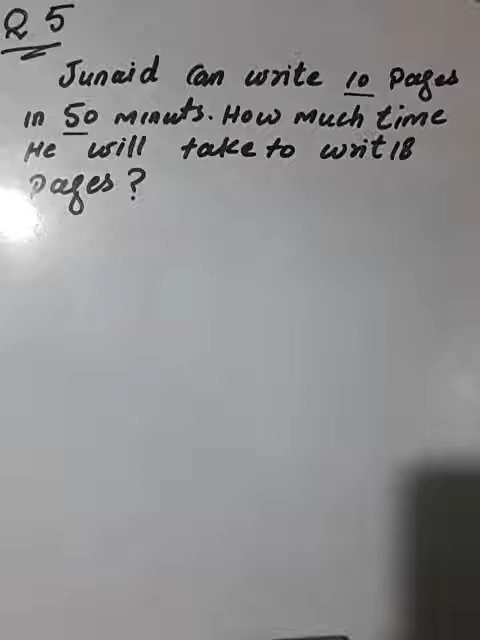 Q 5
Junaid Can write 10 Pages
in 50 minuts. How much time
He will take to writ 18
Pages?